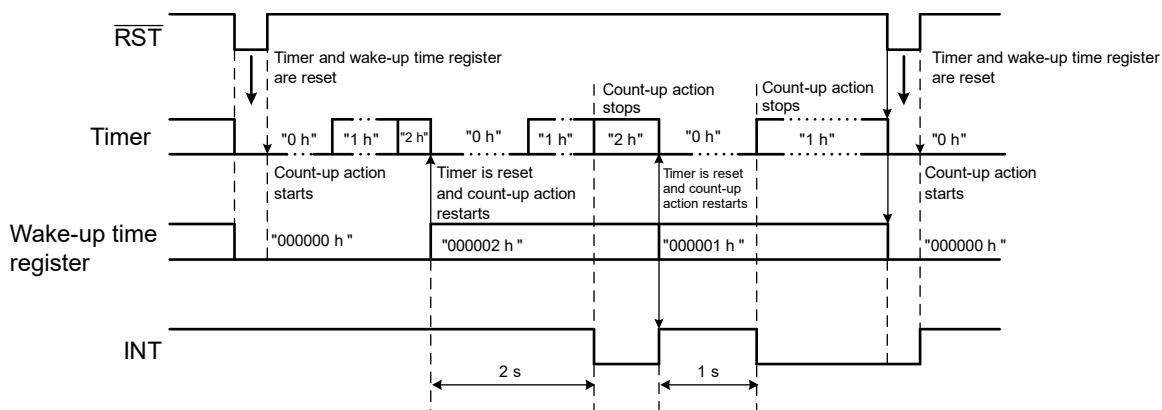 RST
Timer and wake-up time register
are reset
Timer and wake-up time register
are reset
Count-up action
stops
Count-up action
stops
Timer
"0 h"
"1 h"
"2 h"
"0 h"
"1 h"
"2 h"
"0 h"
"1 h"
"0 h"
Count-up action
starts
Timer is reset
and count-up action
restarts
Timer is reset
and count-up
action restarts
Count-up action
starts
Wake-up time
register
"000000 h "
"000002 h "
"000001 h "
"000000 h "
INT
2 s
1 s